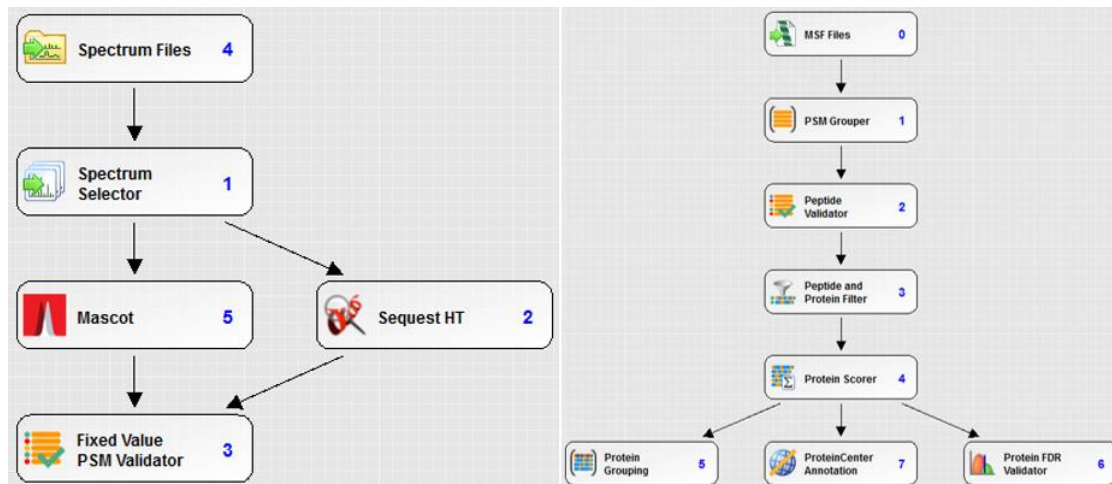 Spectrum Files 4
Spectrum
Selector 1
Mascot 5
Sequest HT 2
Fixed Value
PSM Validator 3
MSF Files 0
PSM Grouper 1
Peptide
Validator 2
Peptide and
Protein Filter 3
Protein Scorer 4
Protein
Grouping 5
ProteinCenter
Annotation 7
Protein FDR
Validator 6